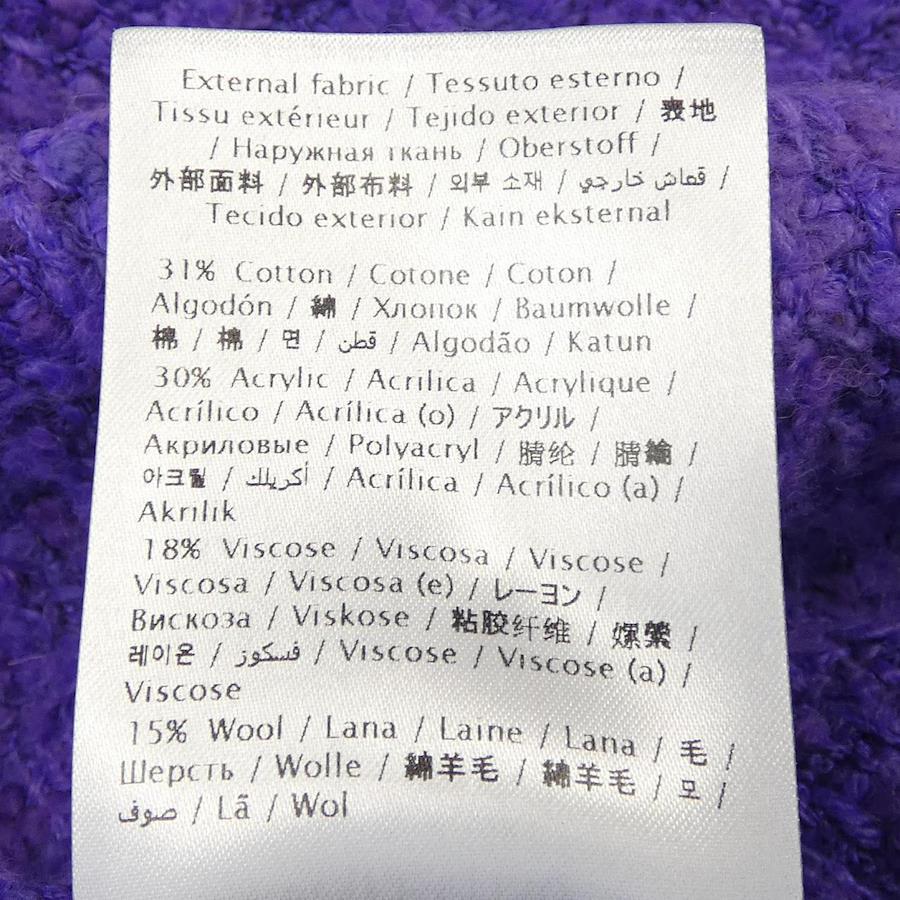 External fabric / Tessuto esterno /
Tissu extérieur / Tejido exterior / 表地
/ Наружная ткань / Oberstoff /
外部面料 / 外部布料 / 외부 소재 / قماش خارجي /
Tecido exterior / Kain eksternal
31% Cotton / Cotone / Coton /
Algodón / 綿 / Хлопок / Baumwolle /
棉 / 棉 / 면 / قطن / Algodão / Katun
30% Acrylic / Acrilica / Acrylique /
Acrílico / Acrílica (o) / アクリル /
Акриловые / Polyacryl / 腈纶 / 腈綸 /
아크릴 / أكريلك / Acrílica / Acrílico (a) /
Akrilik
18% Viscose / Viscosa / Viscose /
Viscosa / Viscosa (e) / レーヨン /
Вискоза / Viskose / 粘胶纤维 / 嫘縈 /
레이온 / فسكوز / Viscose / Viscose (a) /
Viscose
15% Wool / Lana / Laine / Lana / 毛 /
Шерсть / Wolle / 綿羊毛 / 綿羊毛 / 모 /
صوف / Lã / Wol